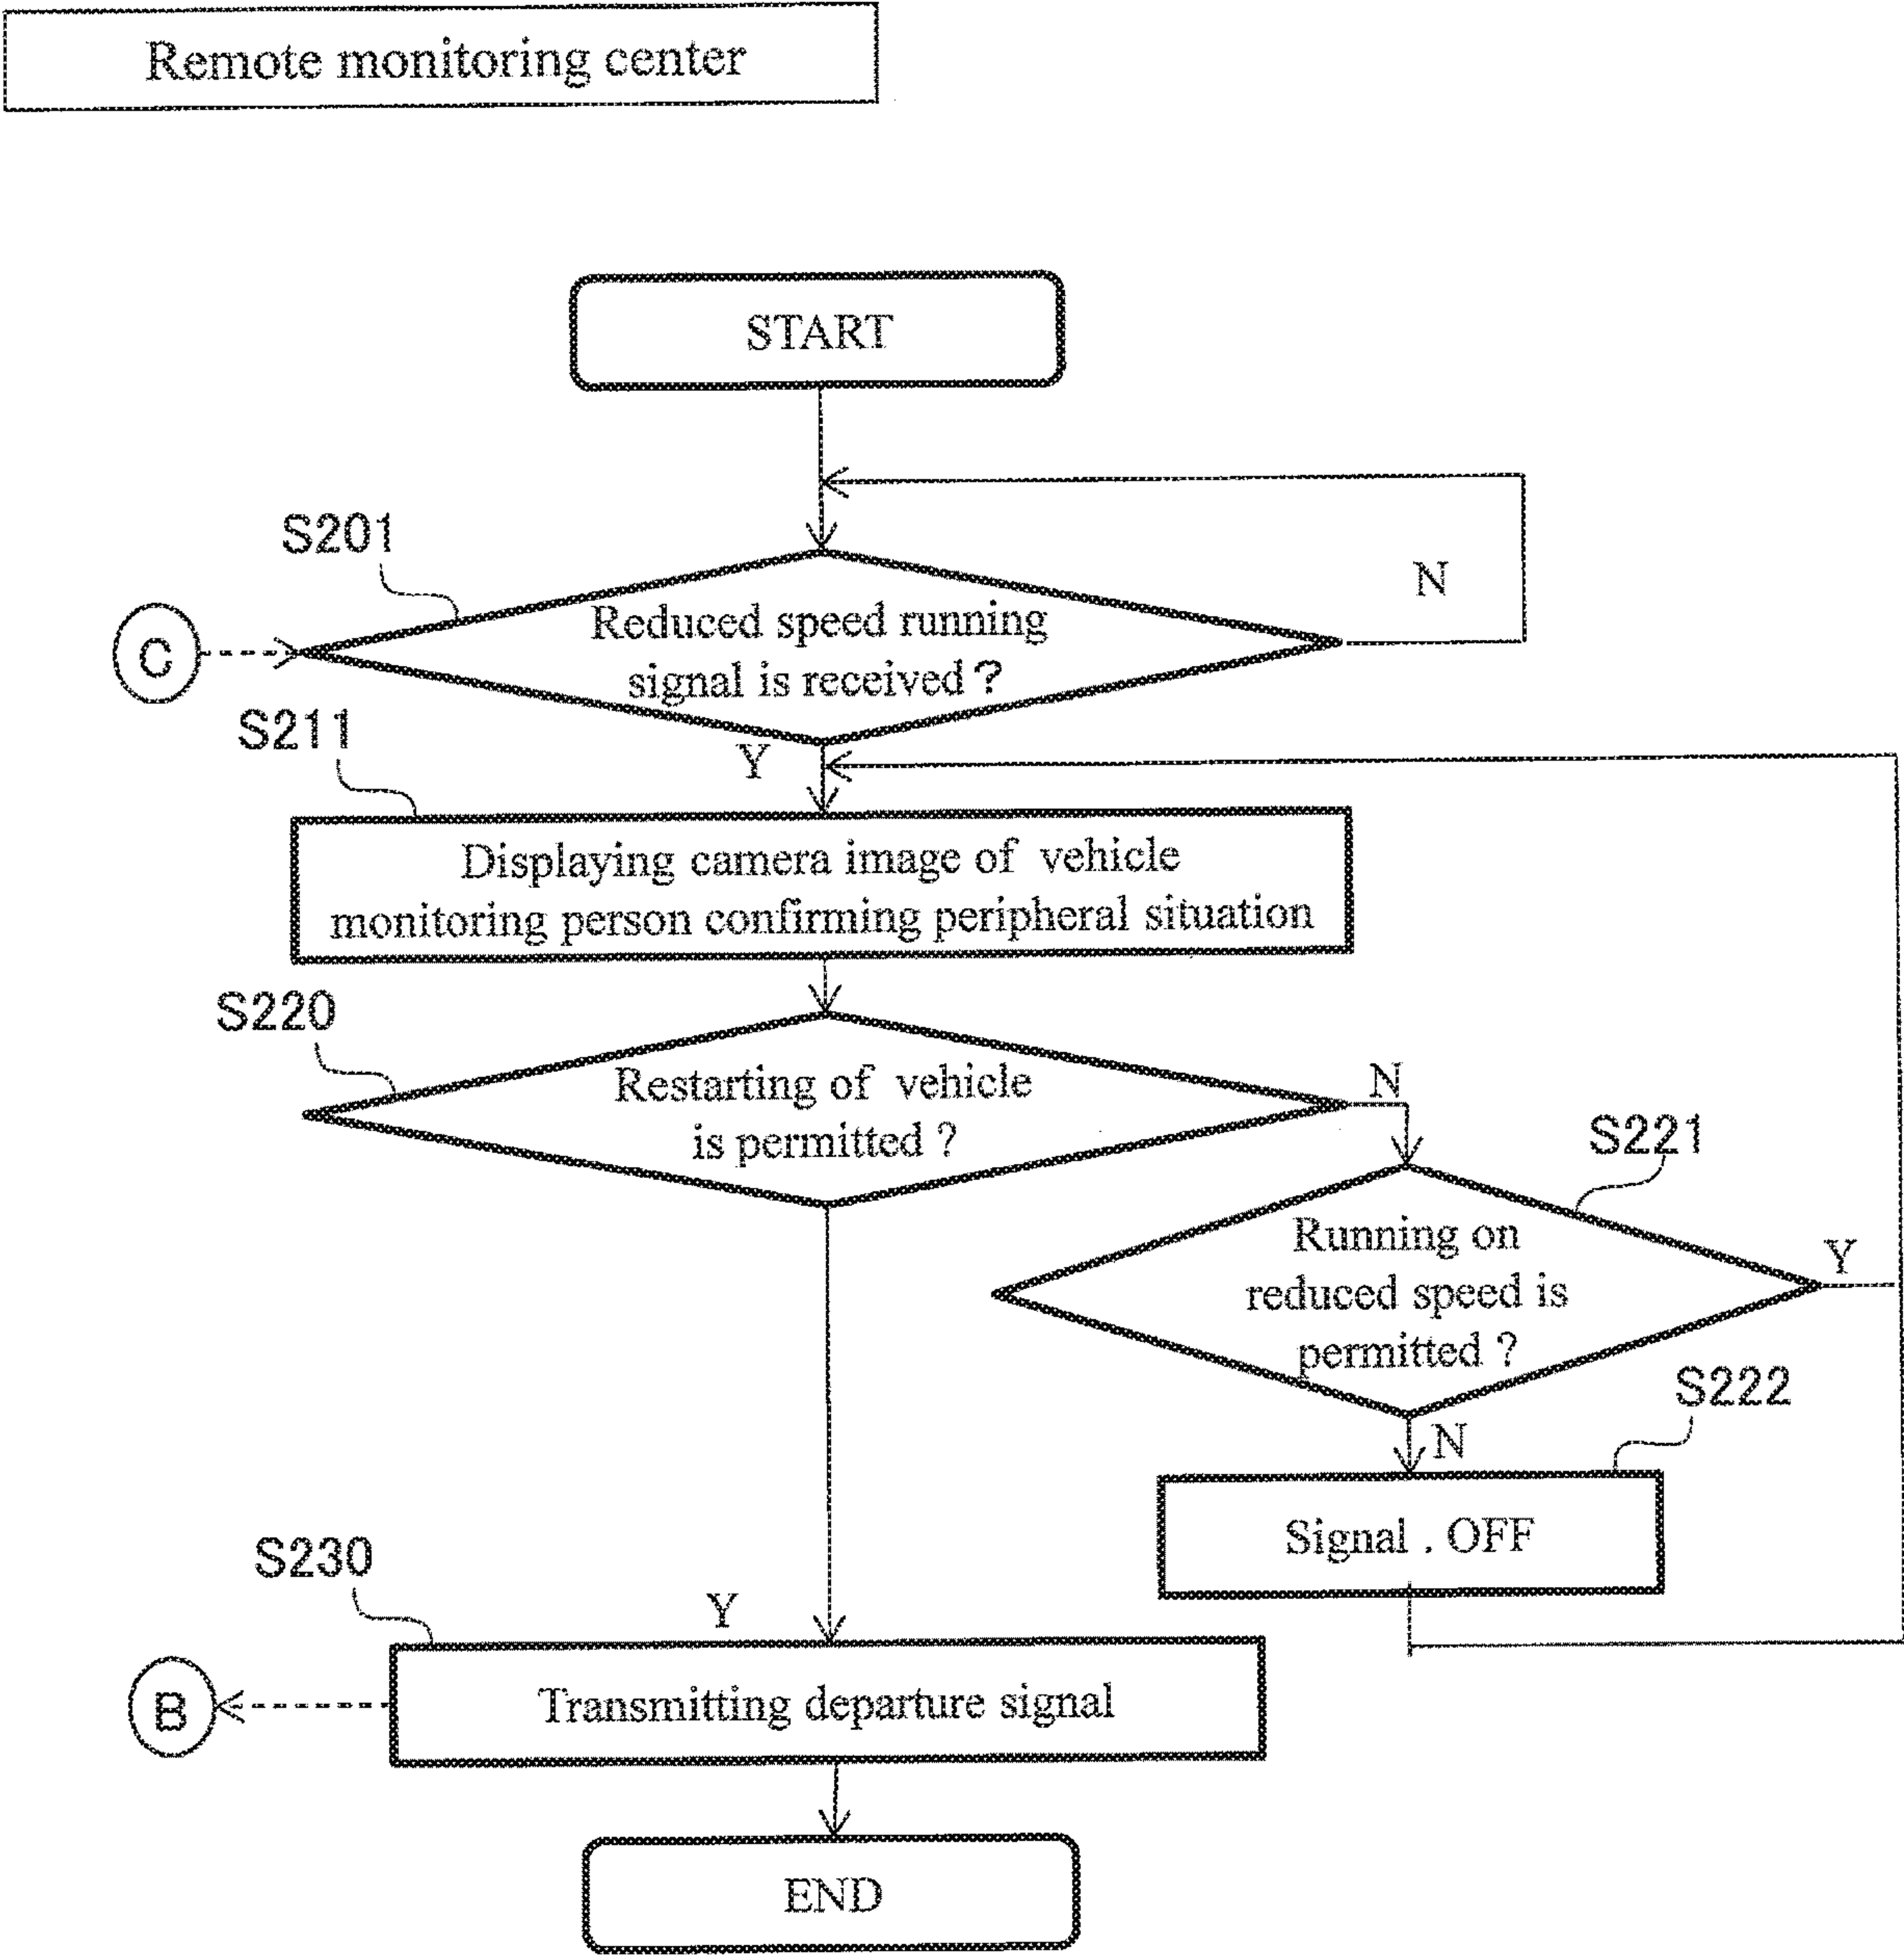 Remote monitoring center
START
S201
N
C
Reduced speed running
signal is received?
S211
Y
Displaying camera image of vehicle
monitoring person confirming peripheral situation
S220
Restarting of vehicle
is permitted?
N
S221
Running on
reduced speed is
permitted?
Y
S222
N
Signal . OFF
S230
Y
B
Transmitting departure signal
END